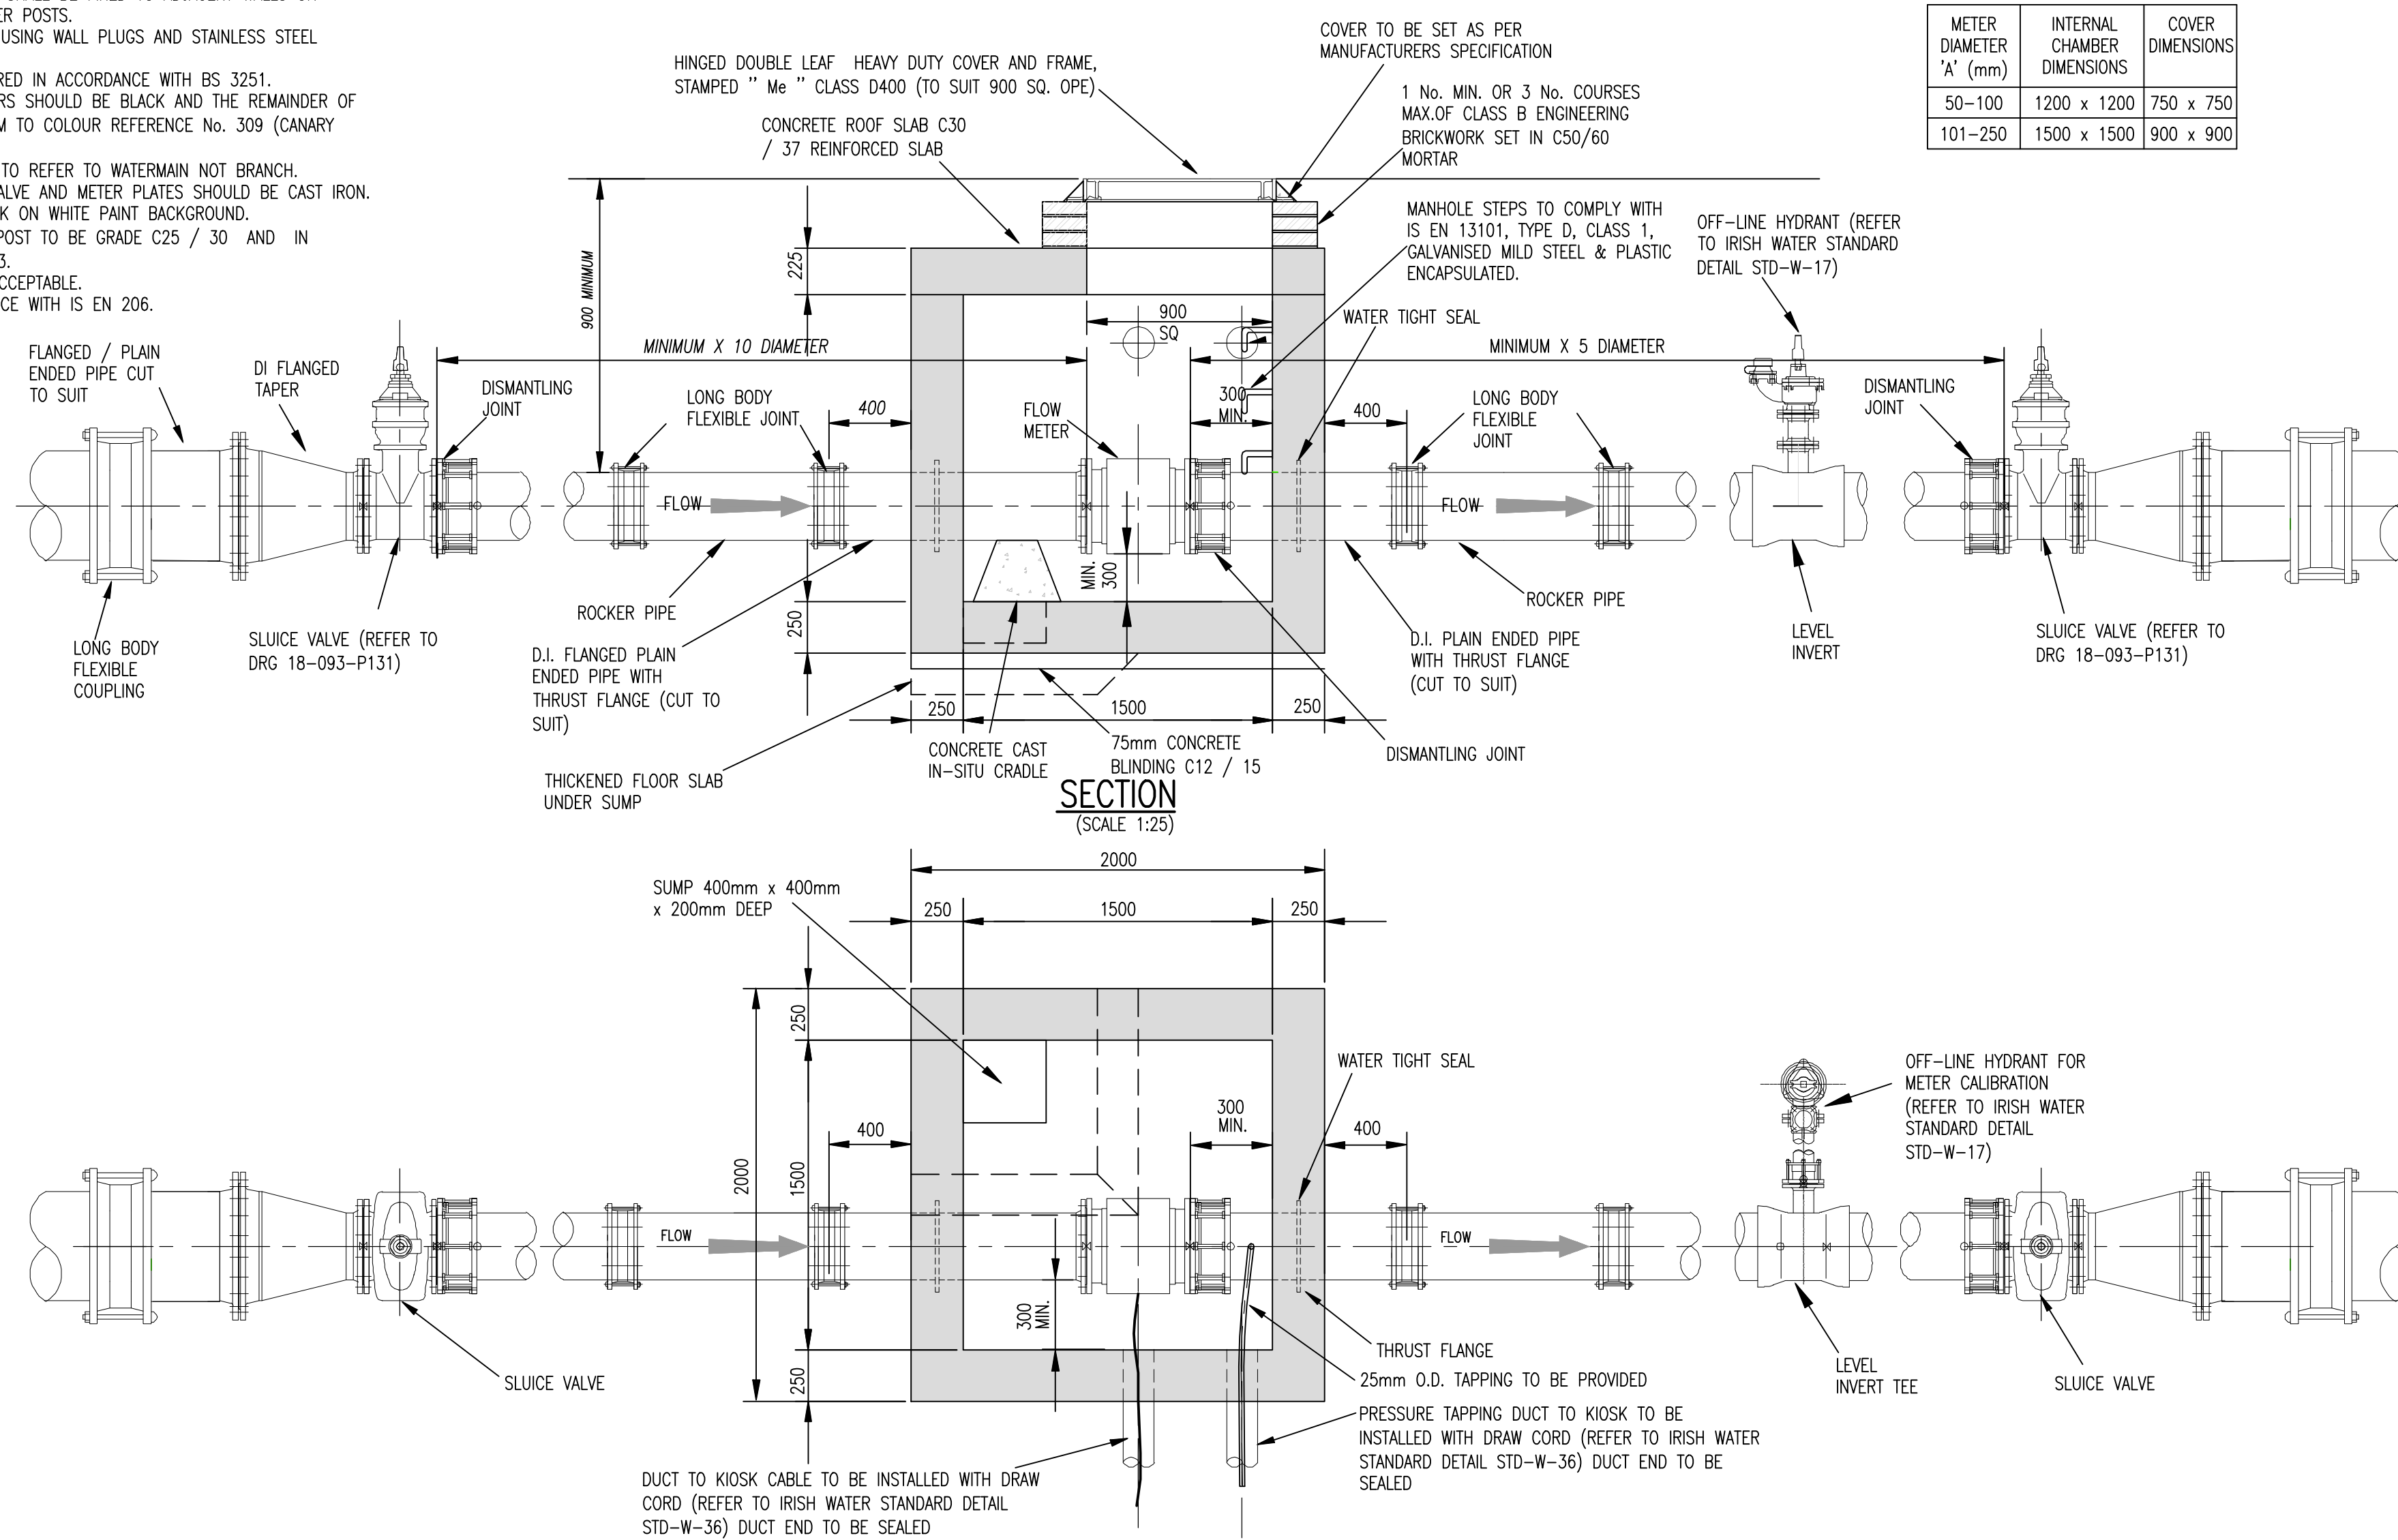 ER POSTS.
USING WALL PLUGS AND STAINLESS STEEL
RED IN ACCORDANCE WITH BS 3251.
RS SHOULD BE BLACK AND THE REMAINDER OF
M TO COLOUR REFERENCE No. 309 (CANARY
TO REFER TO WATERMAIN NOT BRANCH.
ALVE AND METER PLATES SHOULD BE CAST IRON.
K ON WHITE PAINT BACKGROUND.
POST TO BE GRADE C25 / 30 AND IN
3.
CCEPTABLE.
CE WITH IS EN 206.
METER DIAMETER 'A' (mm)
INTERNAL CHAMBER DIMENSIONS
COVER DIMENSIONS
50-100 1200 x 1200 750 x 750
101-250 1500 x 1500 900 x 900
COVER TO BE SET AS PER
MANUFACTURERS SPECIFICATION
HINGED DOUBLE LEAF HEAVY DUTY COVER AND FRAME,
STAMPED " Me " CLASS D400 (TO SUIT 900 SQ. OPE)
1 No. MIN. OR 3 No. COURSES
MAX.OF CLASS B ENGINEERING
BRICKWORK SET IN C50/60
MORTAR
CONCRETE ROOF SLAB C30
/ 37 REINFORCED SLAB
MANHOLE STEPS TO COMPLY WITH
IS EN 13101, TYPE D, CLASS 1,
GALVANISED MILD STEEL & PLASTIC
ENCAPSULATED.
OFF-LINE HYDRANT (REFER
TO IRISH WATER STANDARD
DETAIL STD-W-17)
900 MINIMUM
225
900
SQ
WATER TIGHT SEAL
MINIMUM X 10 DIAMETER
MINIMUM X 5 DIAMETER
FLANGED / PLAIN
ENDED PIPE CUT
TO SUIT
DI FLANGED
TAPER
DISMANTLING
JOINT
LONG BODY
FLEXIBLE JOINT
400
FLOW
METER
300
MIN.
400
LONG BODY
FLEXIBLE
JOINT
DISMANTLING
JOINT
FLOW
FLOW
MIN.
300
250
ROCKER PIPE
ROCKER PIPE
LONG BODY
FLEXIBLE
COUPLING
SLUICE VALVE (REFER TO
DRG 18-093-P131)
D.I. FLANGED PLAIN
ENDED PIPE WITH
THRUST FLANGE (CUT TO
SUIT)
D.I. PLAIN ENDED PIPE
WITH THRUST FLANGE
(CUT TO SUIT)
LEVEL
INVERT
SLUICE VALVE (REFER TO
DRG 18-093-P131)
250
1500
250
THICKENED FLOOR SLAB
UNDER SUMP
CONCRETE CAST
IN-SITU CRADLE
75mm CONCRETE
BLINDING C12 / 15
DISMANTLING JOINT
SECTION
(SCALE 1:25)
2000
SUMP 400mm x 400mm
x 200mm DEEP
250
1500
250
250
2000
1500
250
WATER TIGHT SEAL
OFF-LINE HYDRANT FOR
METER CALIBRATION
(REFER TO IRISH WATER
STANDARD DETAIL
STD-W-17)
400
300
MIN.
400
FLOW
FLOW
300
MIN.
SLUICE VALVE
THRUST FLANGE
25mm O.D. TAPPING TO BE PROVIDED
LEVEL
INVERT TEE
SLUICE VALVE
PRESSURE TAPPING DUCT TO KIOSK TO BE
INSTALLED WITH DRAW CORD (REFER TO IRISH WATER
STANDARD DETAIL STD-W-36) DUCT END TO BE
SEALED
DUCT TO KIOSK CABLE TO BE INSTALLED WITH DRAW
CORD (REFER TO IRISH WATER STANDARD DETAIL
STD-W-36) DUCT END TO BE SEALED